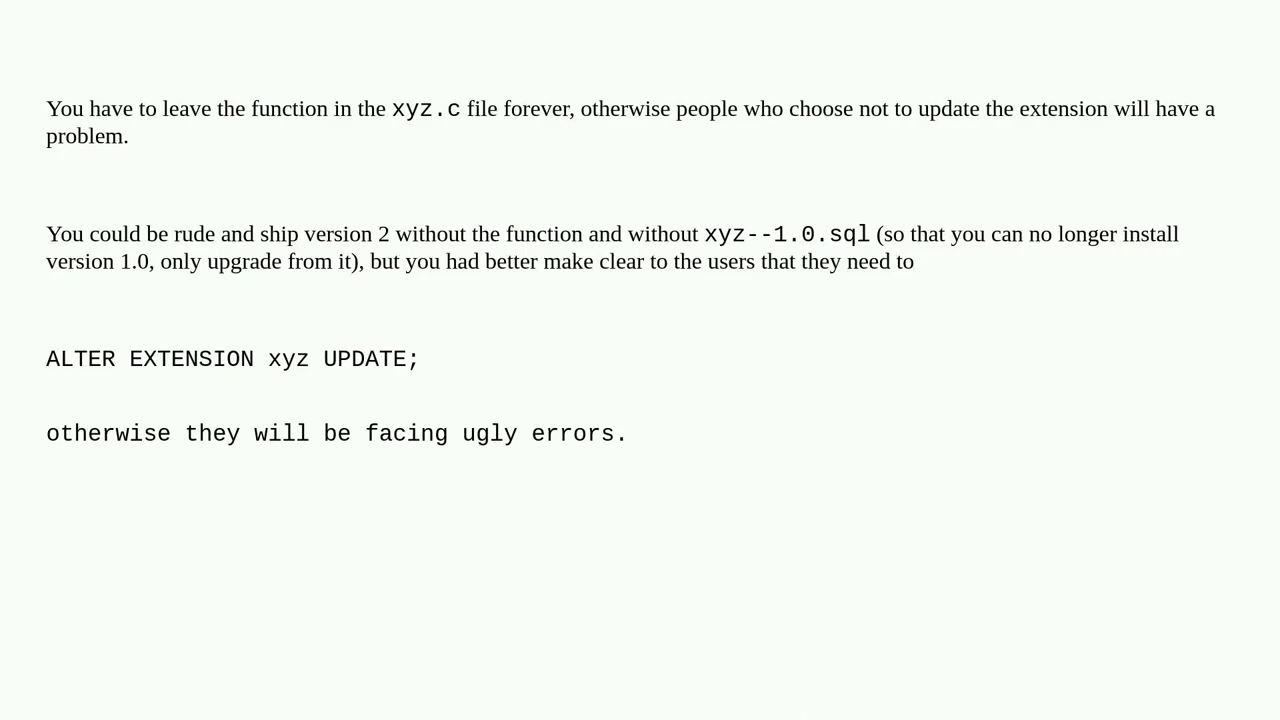 You have to leave the function in the xyz.c file forever, otherwise people who choose not to update the extension will have a
problem.
You could be rude and ship version 2 without the function and without xyz--1.0.sql (so that you can no longer install
version 1.0, only upgrade from it), but you had better make clear to the users that they need to
ALTER EXTENSION xyz UPDATE;
otherwise they will be facing ugly errors.